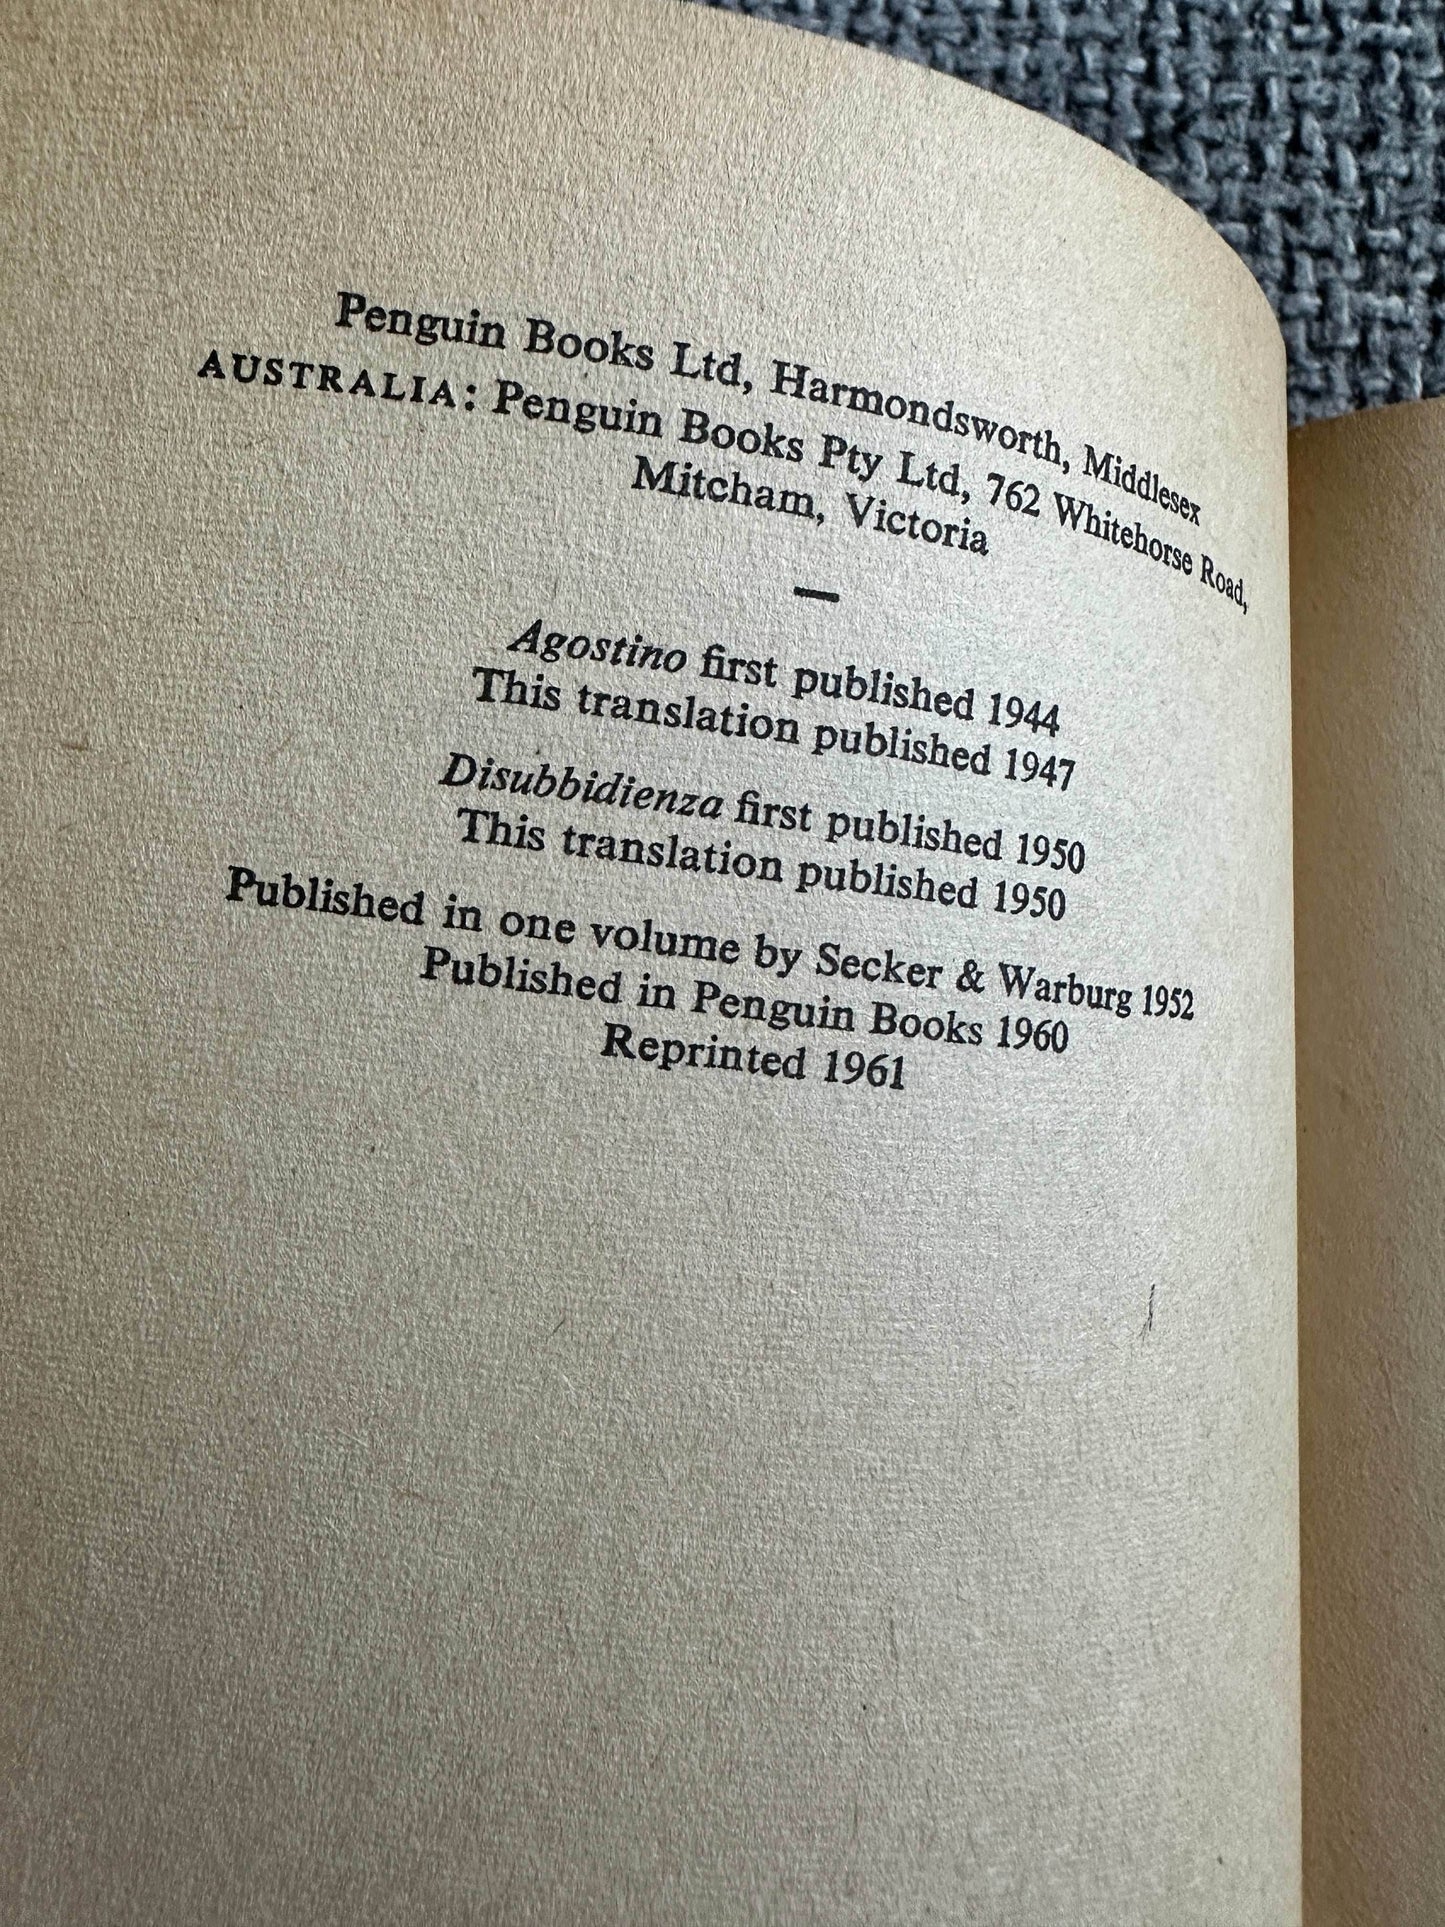 Penguin Books Ltd, Harmondsworth, Middlesex
AUSTRALIA: Penguin Books Pty Ltd, 762 Whitehorse Road,
Mitcham, Victoria
—
Agostino first published 1944
This translation published 1947
Disubbidienza first published 1950
This translation published 1950
Published in one volume by Secker & Warburg 1952
Published in Penguin Books 1960
Reprinted 1961